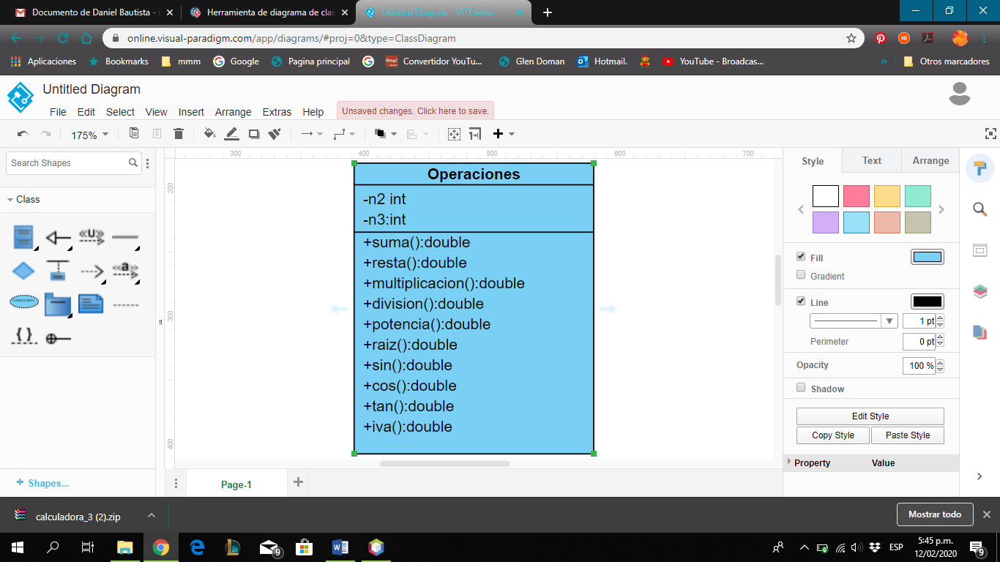 Documento de Daniel Bautista -
Herramienta de diagrama de clas
Untitled Diagram - VP Online
online.visual-paradigm.com/app/diagrams/#proj=0&type=ClassDiagram
Aplicaciones
Bookmarks
mmm
Google
Pagina principal
Convertidor YouTu...
Glen Doman
Hotmail.
YouTube - Broadcas...
»
Otros marcadores
Untitled Diagram
File Edit Select View Insert Arrange Extras Help
Unsaved changes. Click here to save.
175%
Search Shapes
300 400 500 600 700
Style Text Arrange
200
300
400
Class
<<U>>
<<a>>
Collaboration
{ }
Operaciones
-n2 int
-n3:int
+suma():double
+resta():double
+multiplicacion():double
+division():double
+potencia():double
+raiz():double
+sin():double
+cos():double
+tan():double
+iva():double
Fill
Gradient
Line
1 pt
Perimeter 0 pt
Opacity 100 %
Shadow
Edit Style
Copy Style Paste Style
Property Value
+ Shapes...
Page-1
calculadora_3 (2).zip
Mostrar todo
9
ESP
5:45 p.m.
12/02/2020
9